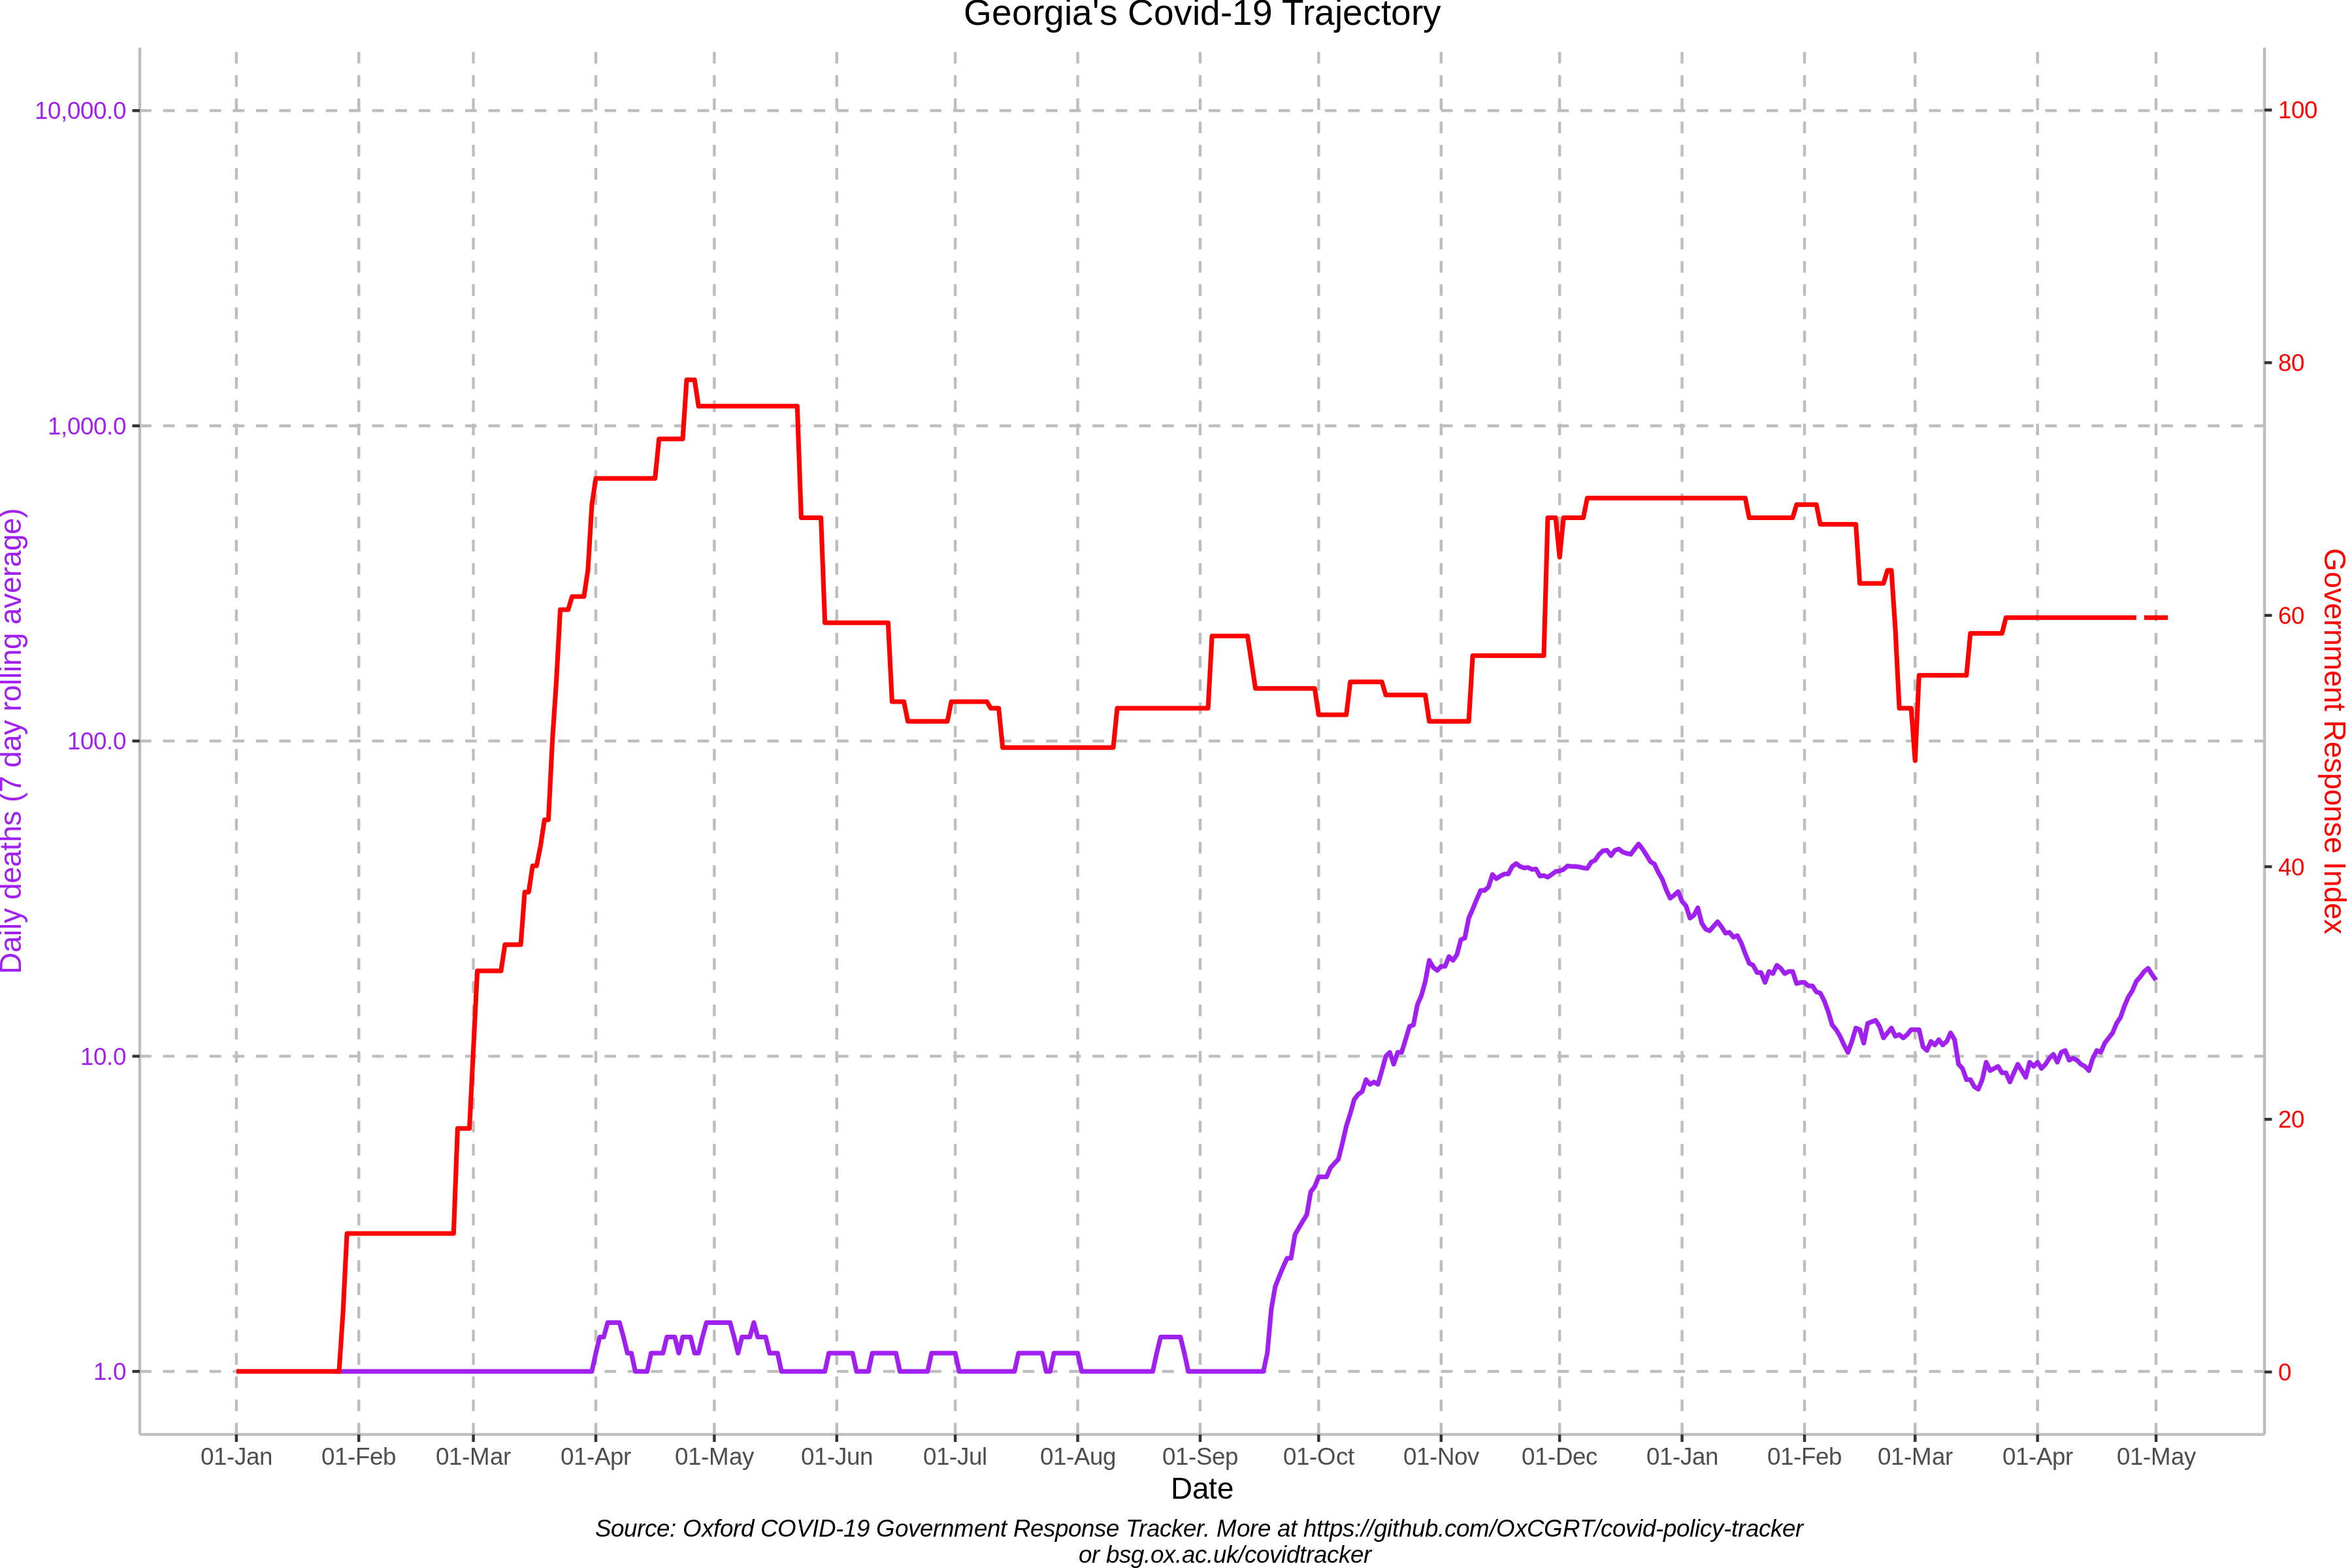 Georgia's Covid-19 Trajectory
10,000.0
1,000.0
100.0
10.0
1.0
Daily deaths (7 day rolling average)
100
80
60
40
20
0
Government Response Index
01-Jan 01-Feb 01-Mar 01-Apr 01-May 01-Jun 01-Jul 01-Aug 01-Sep 01-Oct 01-Nov 01-Dec 01-Jan 01-Feb 01-Mar 01-Apr 01-May
Date
Source: Oxford COVID-19 Government Response Tracker. More at https://github.com/OxCGRT/covid-policy-tracker
or bsg.ox.ac.uk/covidtracker